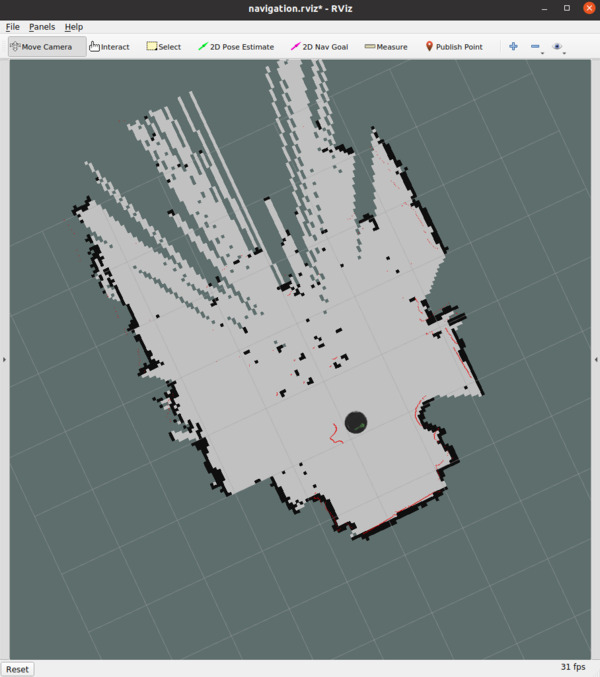 navigation.rviz* - RViz
File Panels Help
Move Camera Interact Select 2D Pose Estimate 2D Nav Goal Measure Publish Point
Reset 31 fps